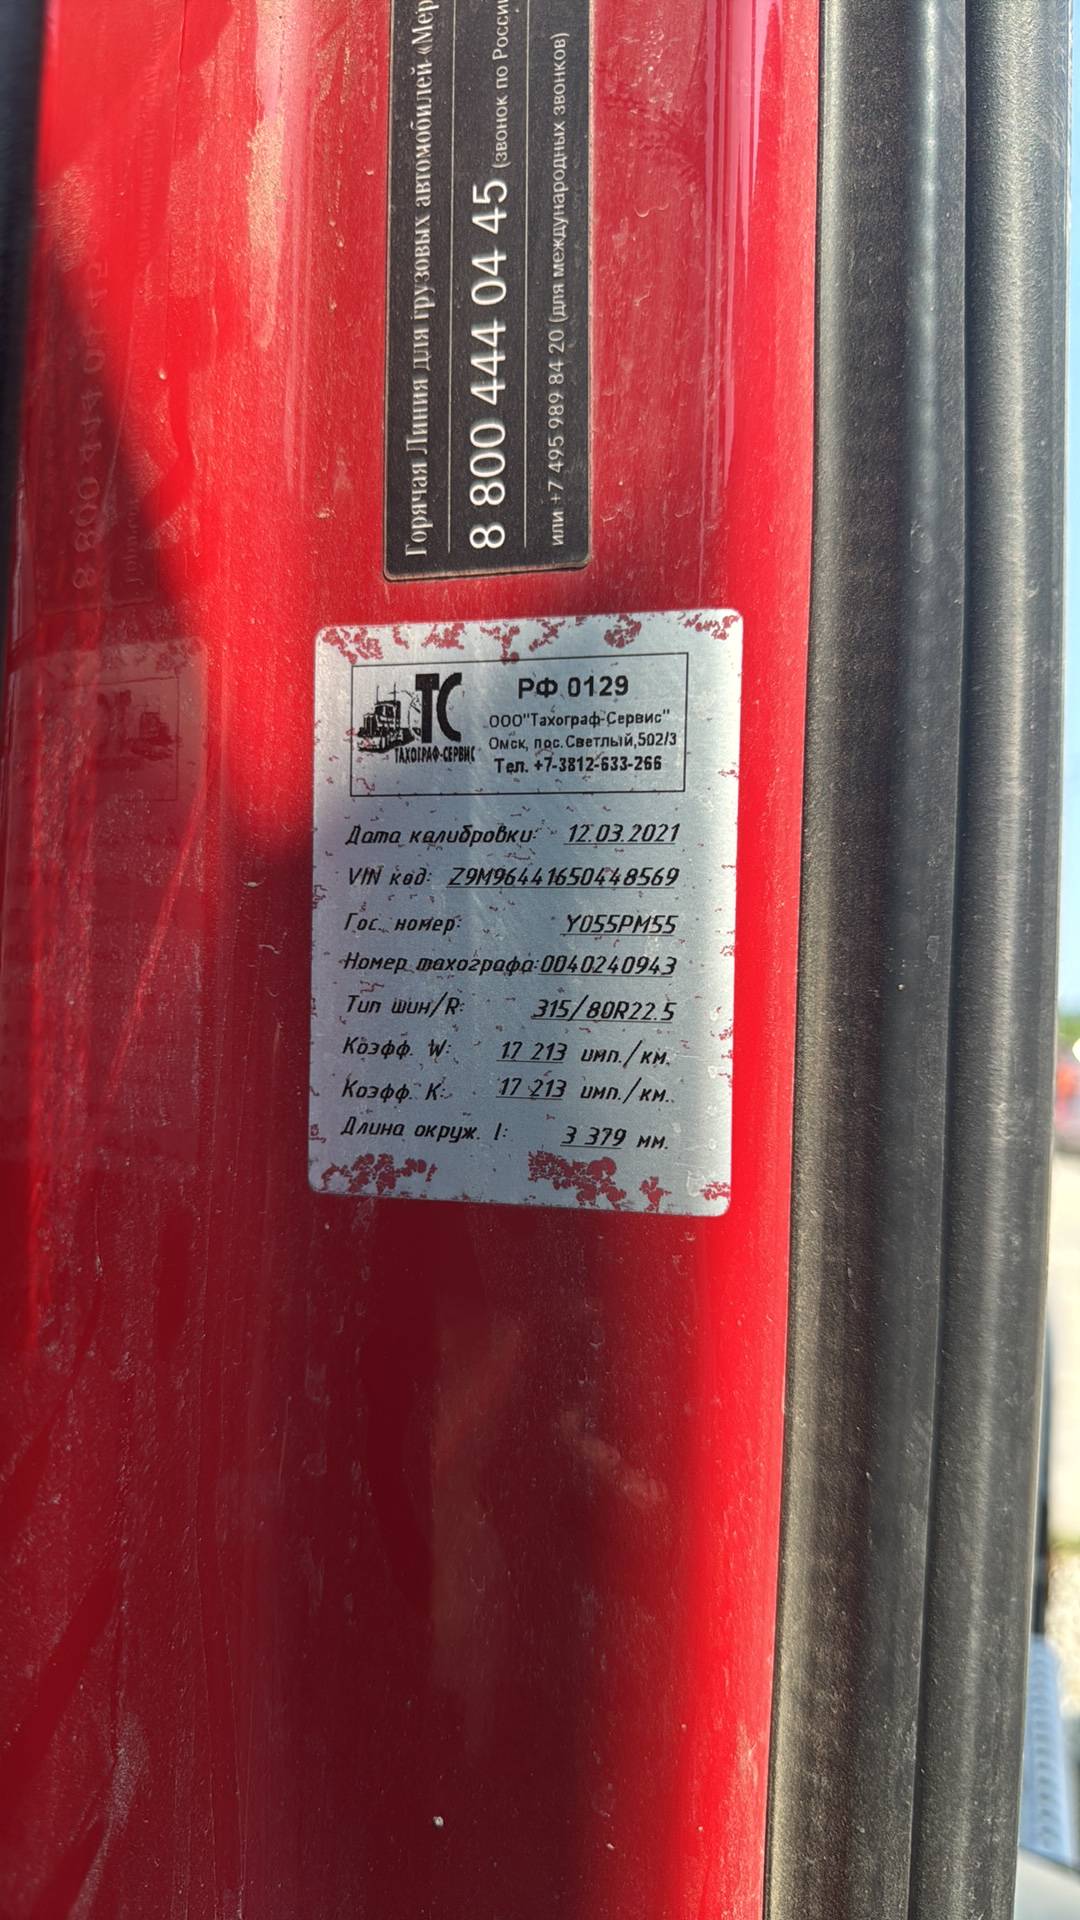 Горячая Линия для грузовых автомобилей «Мер
8 800 444 04 45 (звонок по России
или +7 495 989 84 20 (для международных звонков)
ТС
ТАХОГРАФ-СЕРВИС
РФ 0129
ООО"Тахограф-Сервис"
Омск, пос.Светлый,502/3
Тел. +7-3812-633-266
Дата калибровки: 12.03.2021
VIN код: Z9M96441650448569
Гос. номер: У055РМ55
Номер тахографа:0040240943
Тип шин/R: 315/80R22.5
Коэфф. W: 17 213 имп./км.
Коэфф. К: 17 213 имп./км.
Длина окруж. l: 3 379 мм.